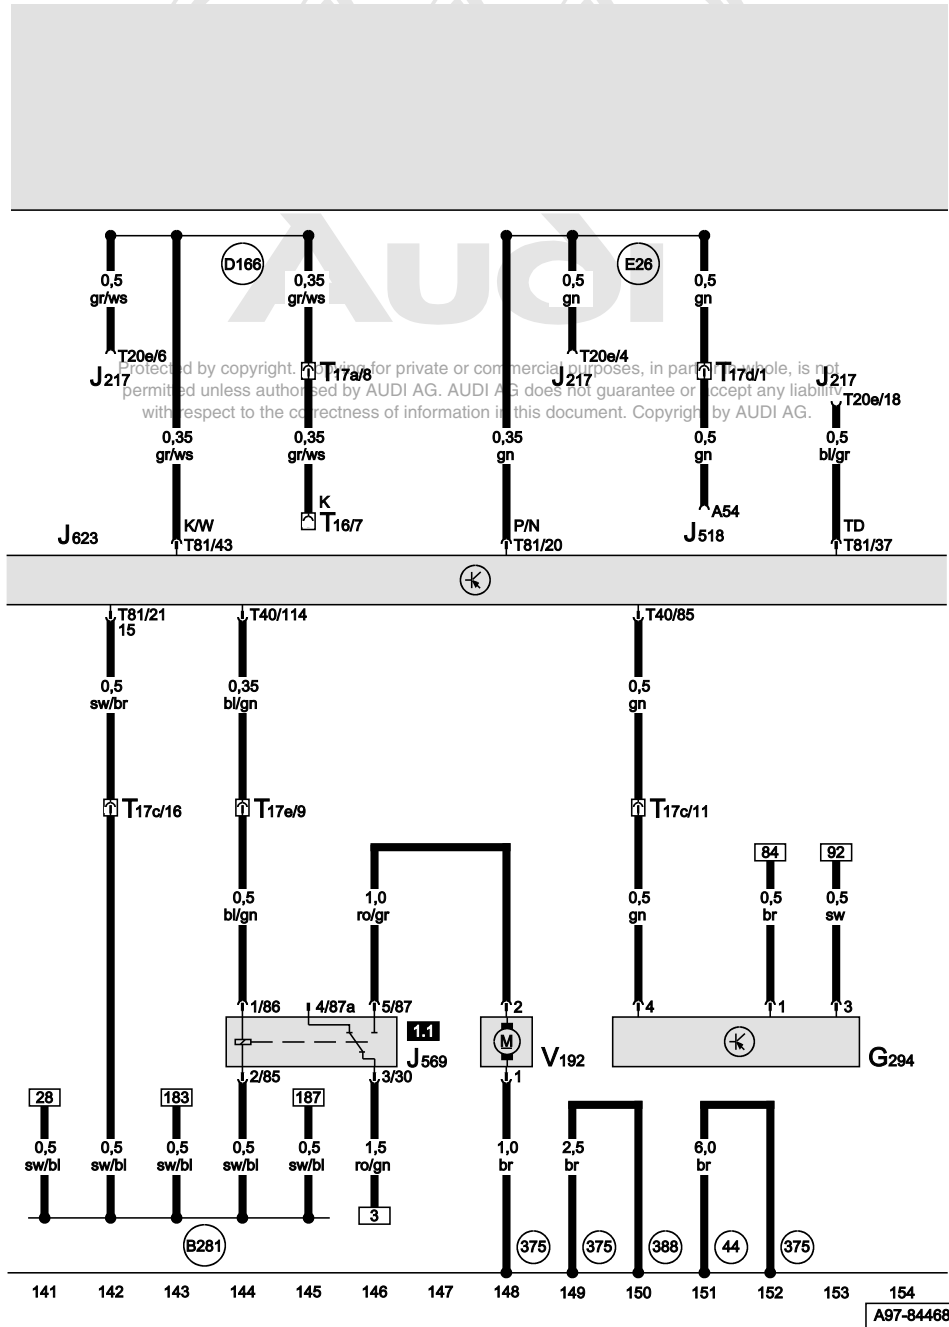 Audi
Protected by copyright. Copying for private or commercial purposes, in part or in whole, is not
permitted unless authorised by AUDI AG. AUDI AG does not guarantee or accept any liability
with respect to the correctness of information in this document. Copyright by AUDI AG.
D166 E26
0,5 0,35 0,5 0,5
gr/ws gr/ws gn gn
T20e/6 T20e/4
J217 T17a/8 J217 T17d/1 J217
T20e/18
0,35 0,35 0,35 0,5 0,5
gr/ws gr/ws gn gn bl/gr
K A54
J623 K/W T16/7 P/N J518 TD
T81/43 T81/20 T81/37
T81/21 T40/114 T40/85
15
0,5 0,35 0,5
sw/br bl/gn gn
T17c/16 T17e/9 T17c/11
84 92
0,5 1,0 0,5 0,5 0,5
bl/gn ro/gr gn br sw
1/86 4/87a 5/87 2 4 1 3
1.1 M
J569 V192 G294
2/85 3/30 1
28 183 187
0,5 0,5 0,5 0,5 0,5 1,5 1,0 2,5 6,0
sw/bl sw/bl sw/bl sw/bl sw/bl ro/gn br br br
3
B281 375 375 388 44 375
141 142 143 144 145 146 147 148 149 150 151 152 153 154
A97-84468